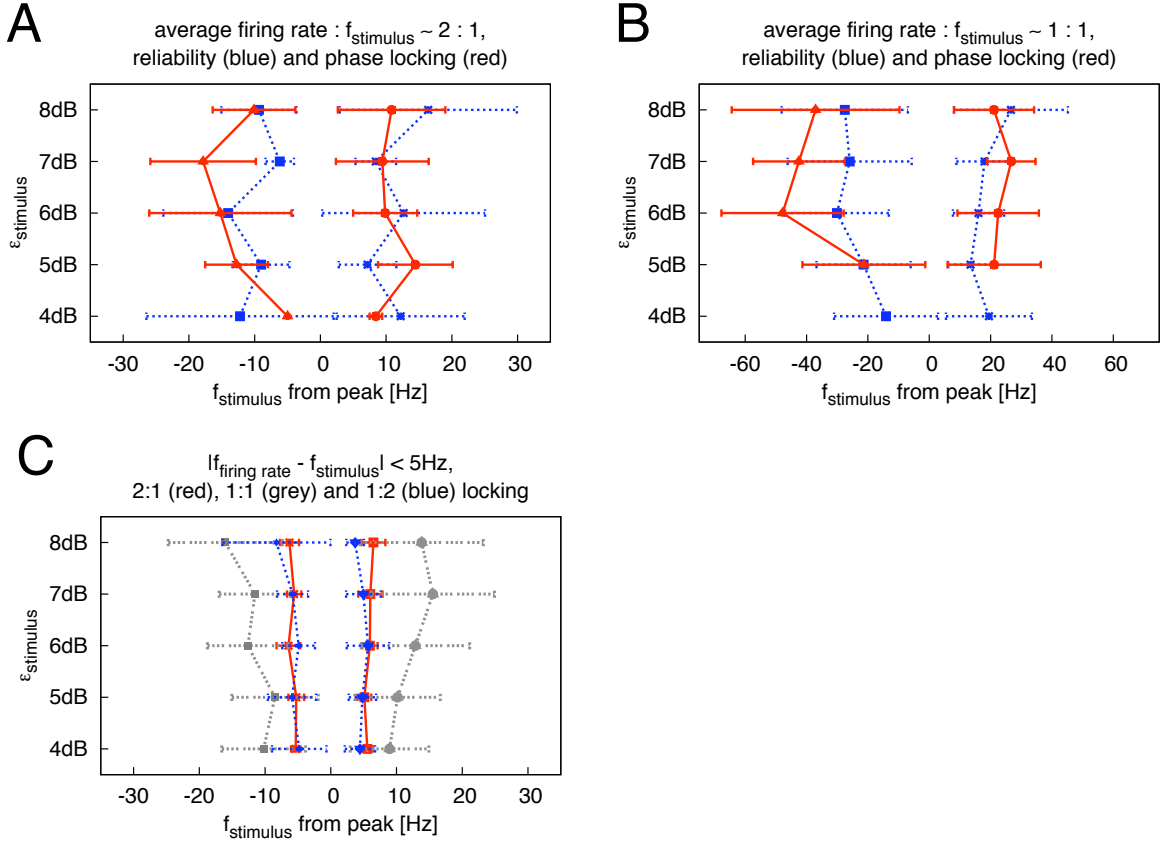 A
average firing rate : fstimulus ~ 2 : 1,
reliability (blue) and phase locking (red)
8dB
7dB
6dB
5dB
4dB
εstimulus
-30 -20 -10 0 10 20 30
fstimulus from peak [Hz]
B
average firing rate : fstimulus ~ 1 : 1,
reliability (blue) and phase locking (red)
8dB
7dB
6dB
5dB
4dB
εstimulus
-60 -40 -20 0 20 40 60
fstimulus from peak [Hz]
C
|ffiring rate - fstimulus| < 5Hz,
2:1 (red), 1:1 (grey) and 1:2 (blue) locking
8dB
7dB
6dB
5dB
4dB
εstimulus
-30 -20 -10 0 10 20 30
fstimulus from peak [Hz]